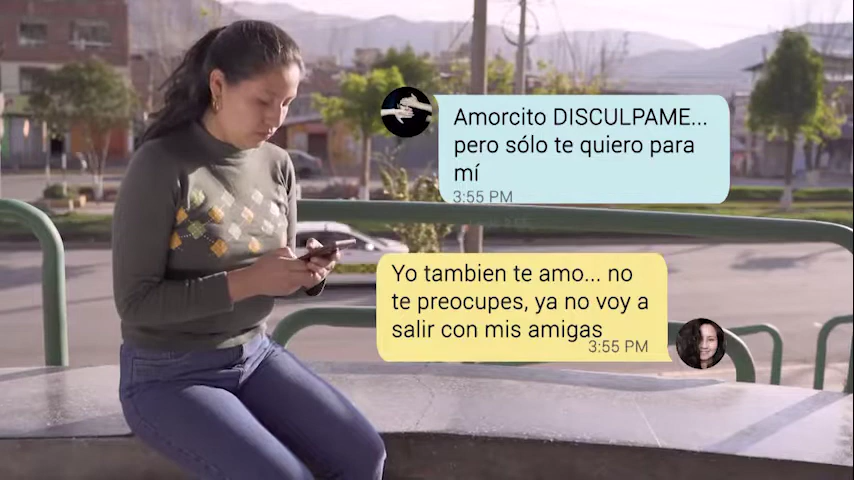 Amorcito DISCULPAME...
pero sólo te quiero para
mí
3:55 PM
Yo tambien te amo... no
te preocupes, ya no voy a
salir con mis amigas
3:55 PM